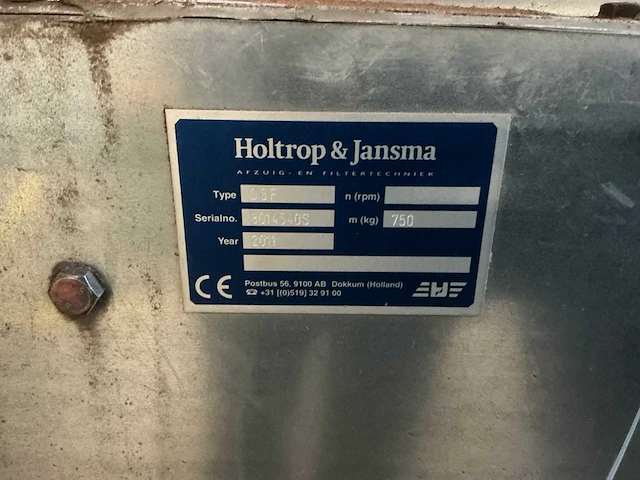 Holtrop & Jansma
AFZUIG- EN FILTERTECHNIEK
Type n (rpm)
Serialno. m (kg) 750
Year 2011
CE Postbus 56, 9100 AB Dokkum (Holland)
☎ +31 [(0)519] 32 91 00